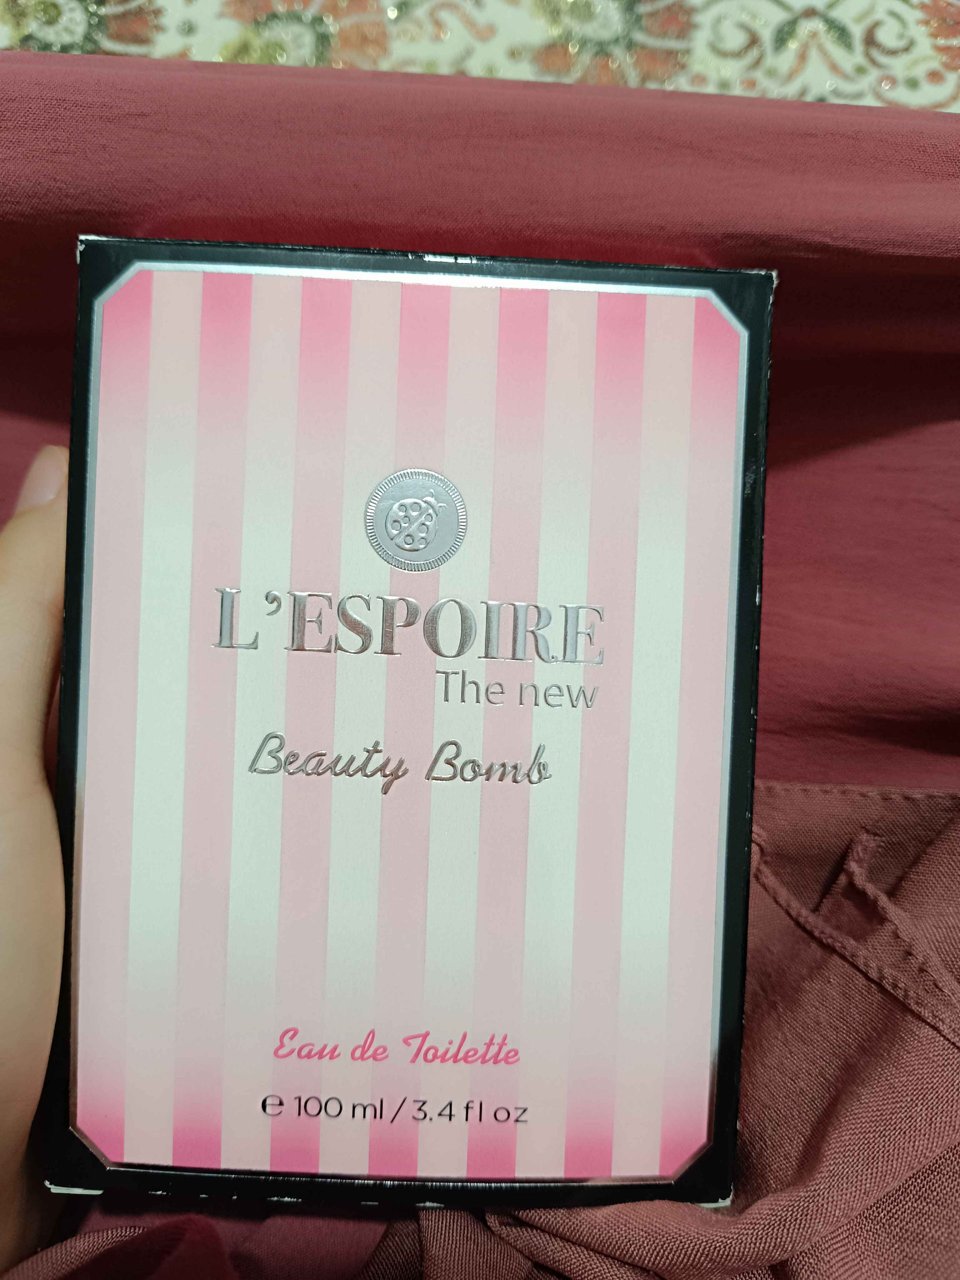 L'ESPOIRE
The new
Beauty Bomb
Eau de Toilette
℮ 100 ml / 3.4 fl oz